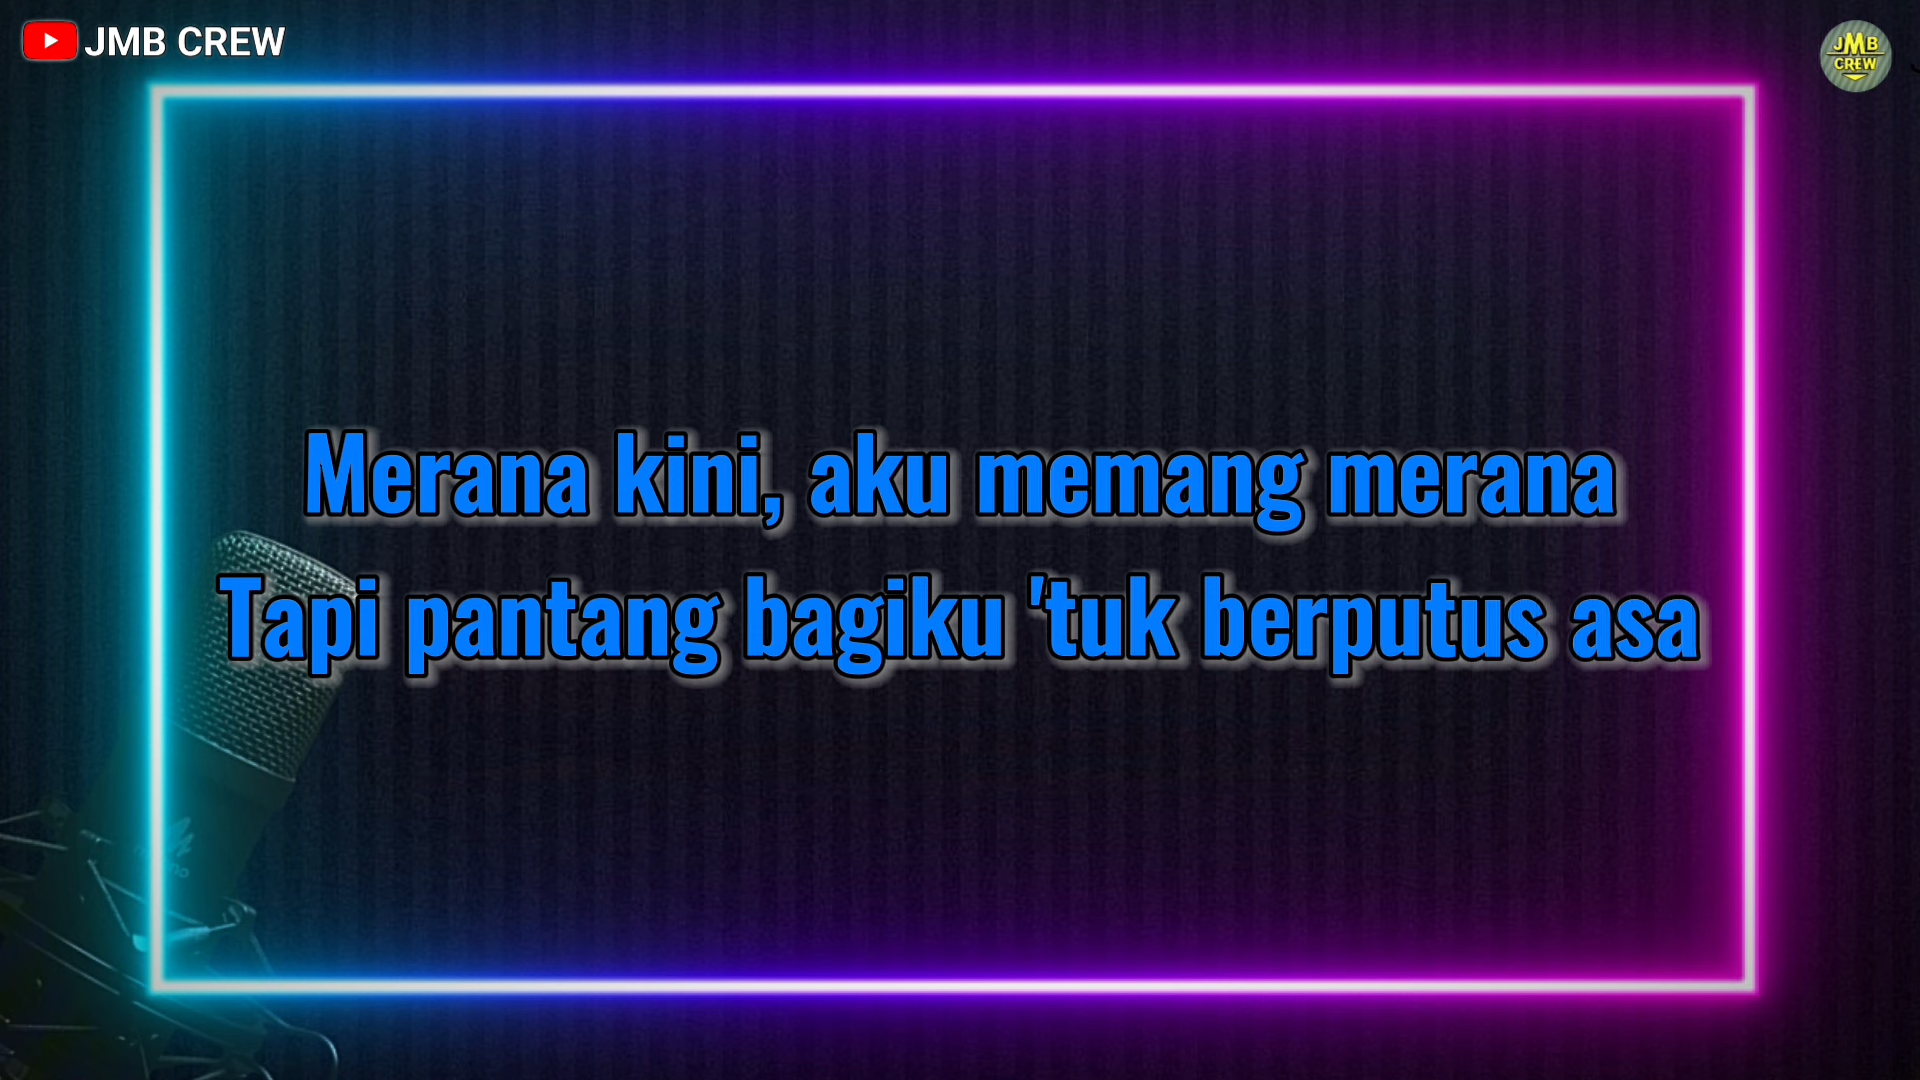 JMB CREW
JMB
CREW
Merana kini, aku memang merana
Tapi pantang bagiku 'tuk berputus asa